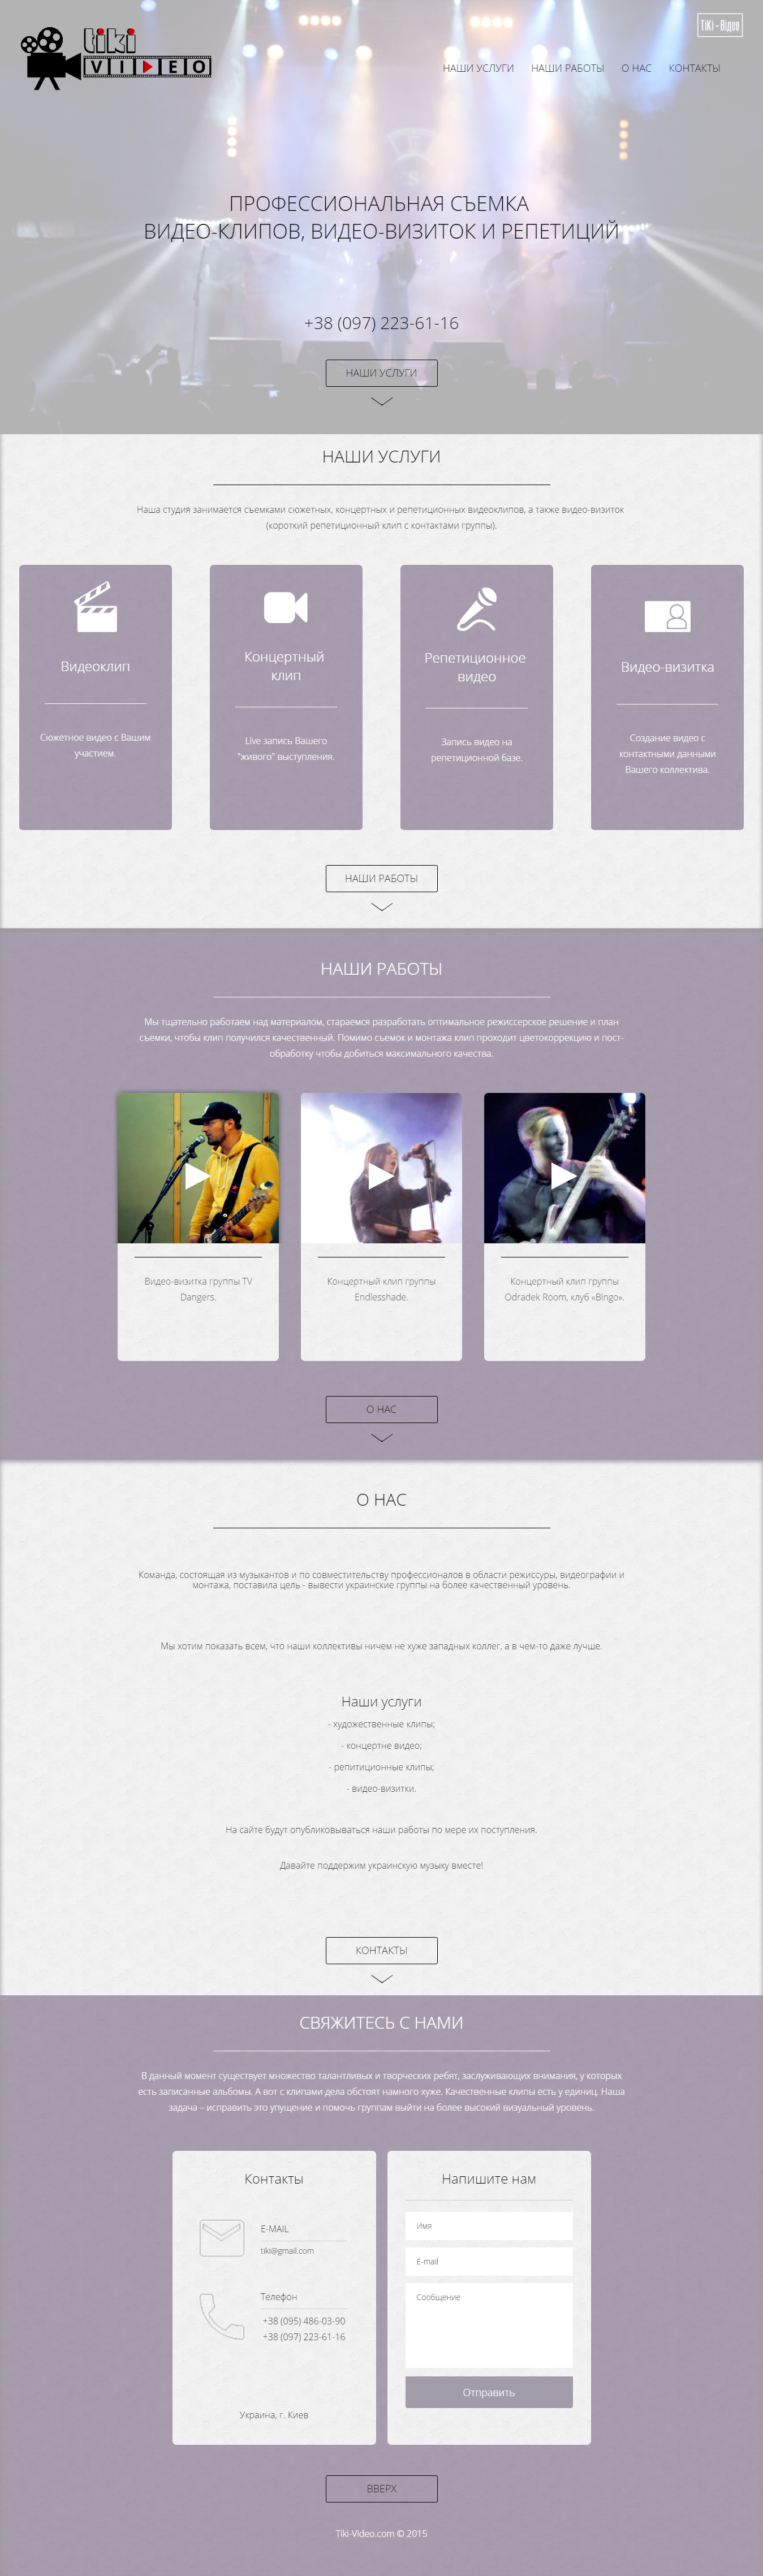 TiKi - Відео
tiki
VIDEO
НАШИ УСЛУГИ НАШИ РАБОТЫ О НАС КОНТАКТЫ
ПРОФЕССИОНАЛЬНАЯ СЪЕМКА
ВИДЕО-КЛИПОВ, ВИДЕО-ВИЗИТОК И РЕПЕТИЦИЙ
+38 (097) 223-61-16
НАШИ УСЛУГИ
НАШИ УСЛУГИ
Наша студия занимается съемками сюжетных, концертных и репетиционных видеоклипов, а также видео-визиток
(короткий репетиционный клип с контактами группы).
Видеоклип
Сюжетное видео с Вашим
участием.
Концертный
клип
Live запись Вашего
"живого" выступления.
Репетиционное
видео
Запись видео на
репетиционной базе.
Видео-визитка
Создание видео с
контактными данными
Вашего коллектива.
НАШИ РАБОТЫ
НАШИ РАБОТЫ
Мы тщательно работаем над материалом, стараемся разработать оптимальное режиссерское решение и план
съемки, чтобы клип получился качественный. Помимо съемок и монтажа клип проходит цветокоррекцию и пост-
обработку чтобы добиться максимального качества.
Видео-визитка группы TV
Dangers.
Концертный клип группы
Endlesshade.
Концертный клип группы
Odradek Room, клуб «Bingo».
О НАС
О НАС
Команда, состоящая из музыкантов и по совместительству профессионалов в области режиссуры, видеографии и
монтажа, поставила цель - вывести украинские группы на более качественный уровень.
Мы хотим показать всем, что наши коллективы ничем не хуже западных коллег, а в чем-то даже лучше.
Наши услуги
- художественные клипы;
- концертне видео;
- репитиционные клипы;
- видео-визитки.
На сайте будут опубликовываться наши работы по мере их поступления.
Давайте поддержим украинскую музыку вместе!
КОНТАКТЫ
СВЯЖИТЕСЬ С НАМИ
В данный момент существует множество талантливых и творческих ребят, заслуживающих внимания, у которых
есть записанные альбомы. А вот с клипами дела обстоят намного хуже. Качественные клипы есть у единиц. Наша
задача – исправить это упущение и помочь группам выйти на более высокий визуальный уровень.
Контакты
E-MAIL
tiki@gmail.com
Телефон
+38 (095) 486-03-90
+38 (097) 223-61-16
Украина, г. Киев
Напишите нам
Имя
E-mail
Сообщение
Отправить
ВВЕРХ
Tiki-Video.com © 2015